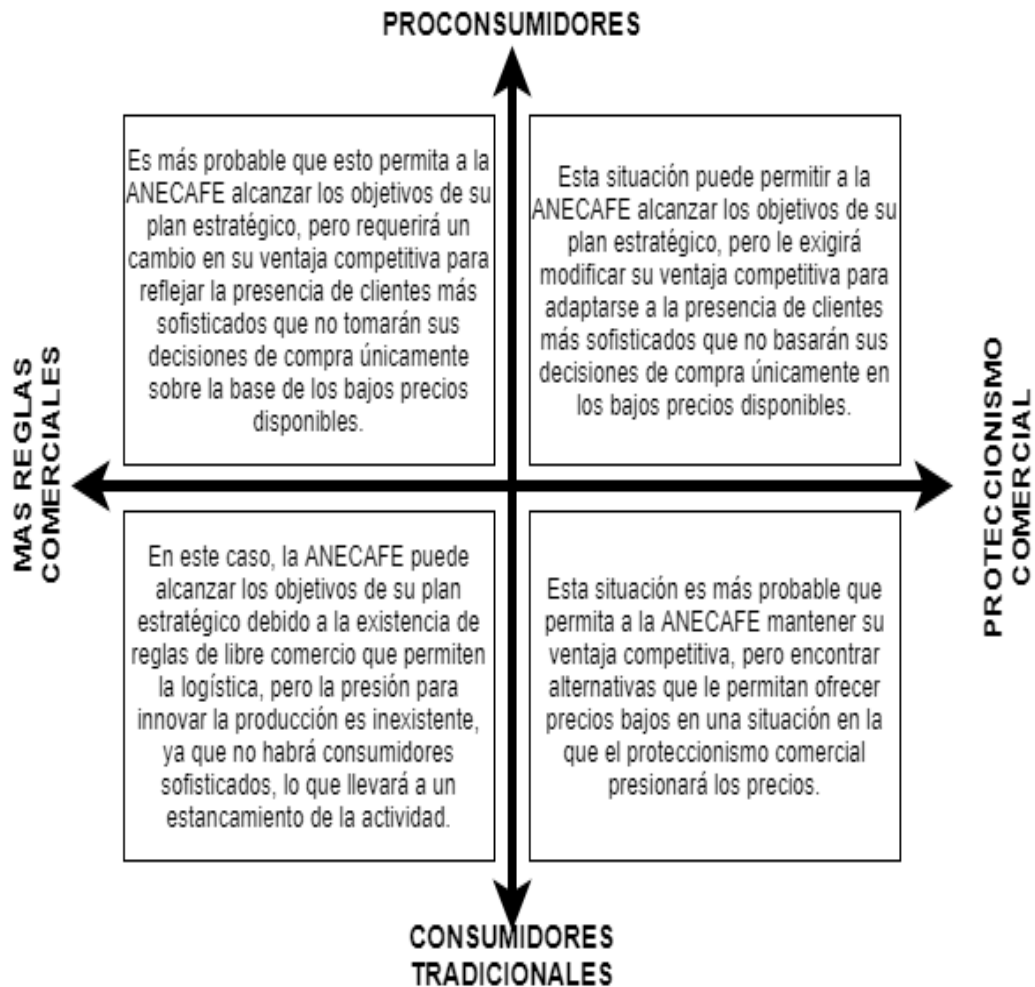 PROCONSUMIDORES
Es más probable que esto permita a la
ANECAFE alcanzar los objetivos de su
plan estratégico, pero requerirá un
cambio en su ventaja competitiva para
reflejar la presencia de clientes más
sofisticados que no tomarán sus
decisiones de compra únicamente
sobre la base de los bajos precios
disponibles.
Esta situación puede permitir a la
ANECAFE alcanzar los objetivos de su
plan estratégico, pero le exigirá
modificar su ventaja competitiva para
adaptarse a la presencia de clientes
más sofisticados que no basarán sus
decisiones de compra únicamente en
los bajos precios disponibles.
MAS REGLAS
COMERCIALES
PROTECCIONISMO
COMERCIAL
En este caso, la ANECAFE puede
alcanzar los objetivos de su plan
estratégico debido a la existencia de
reglas de libre comercio que permiten
la logística, pero la presión para
innovar la producción es inexistente,
ya que no habrá consumidores
sofisticados, lo que llevará a un
estancamiento de la actividad.
Esta situación es más probable que
permita a la ANECAFE mantener su
ventaja competitiva, pero encontrar
alternativas que le permitan ofrecer
precios bajos en una situación en la
que el proteccionismo comercial
presionará los precios.
CONSUMIDORES
TRADICIONALES